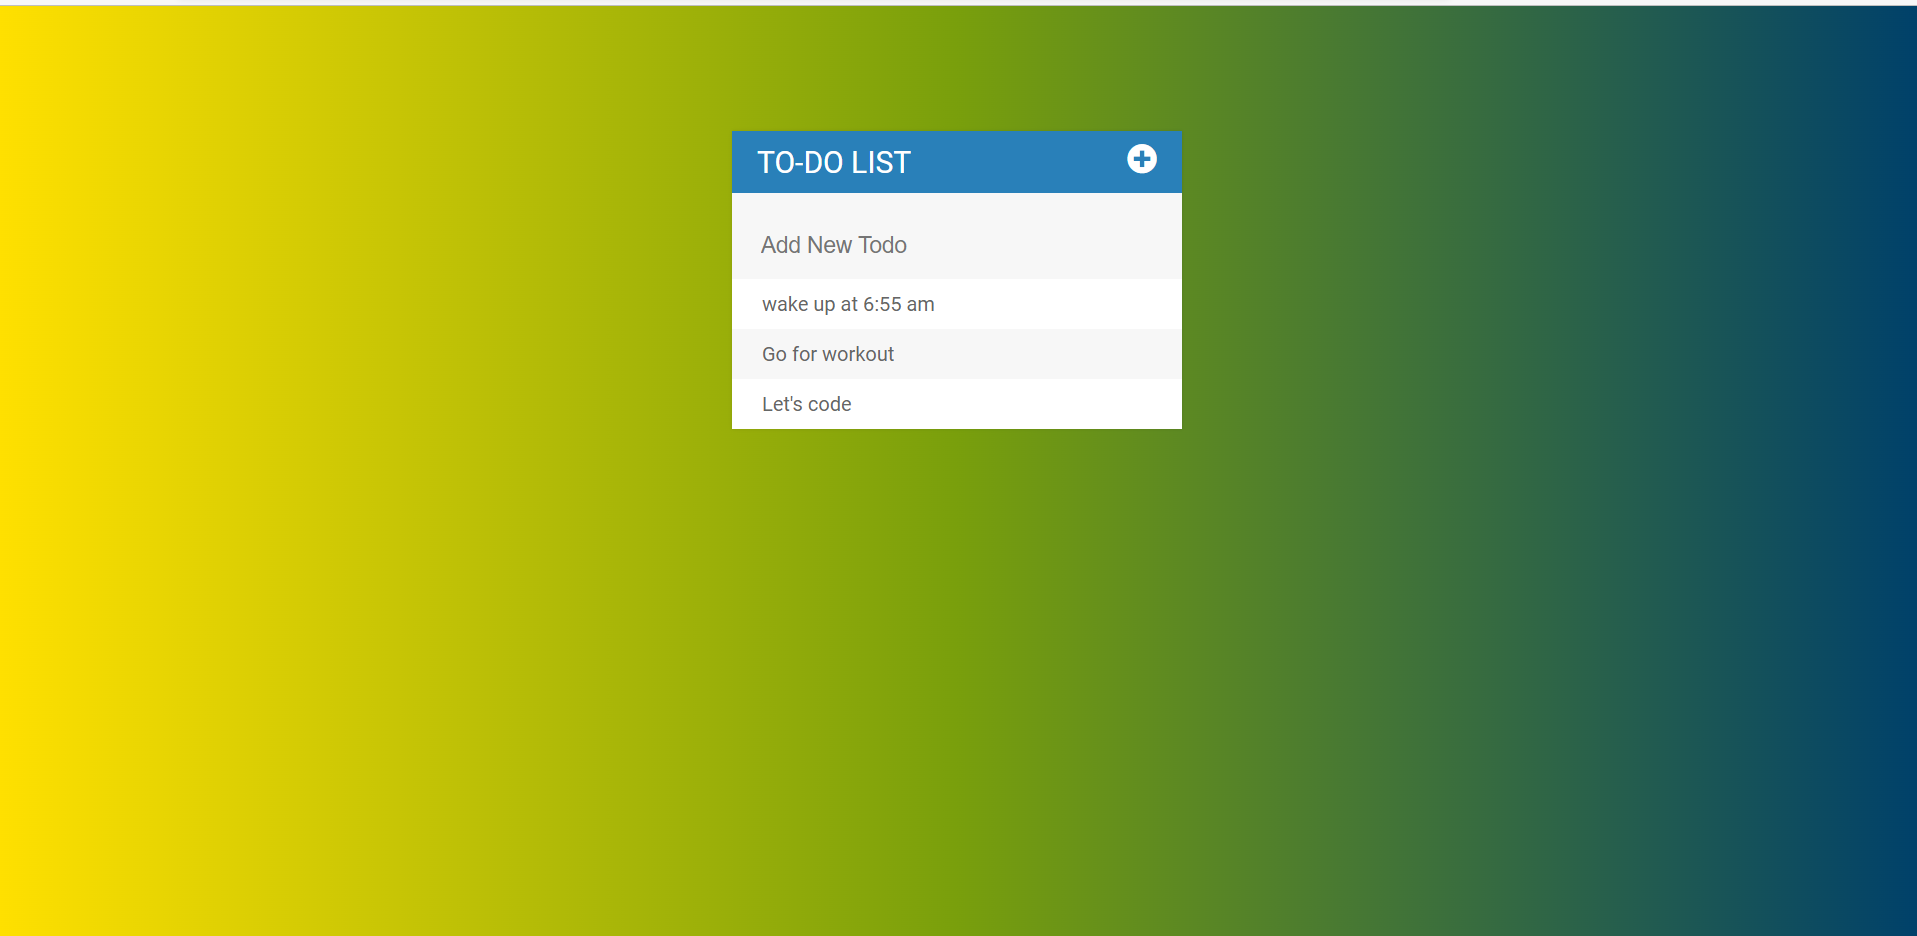 TO-DO LIST
Add New Todo
wake up at 6:55 am
Go for workout
Let's code